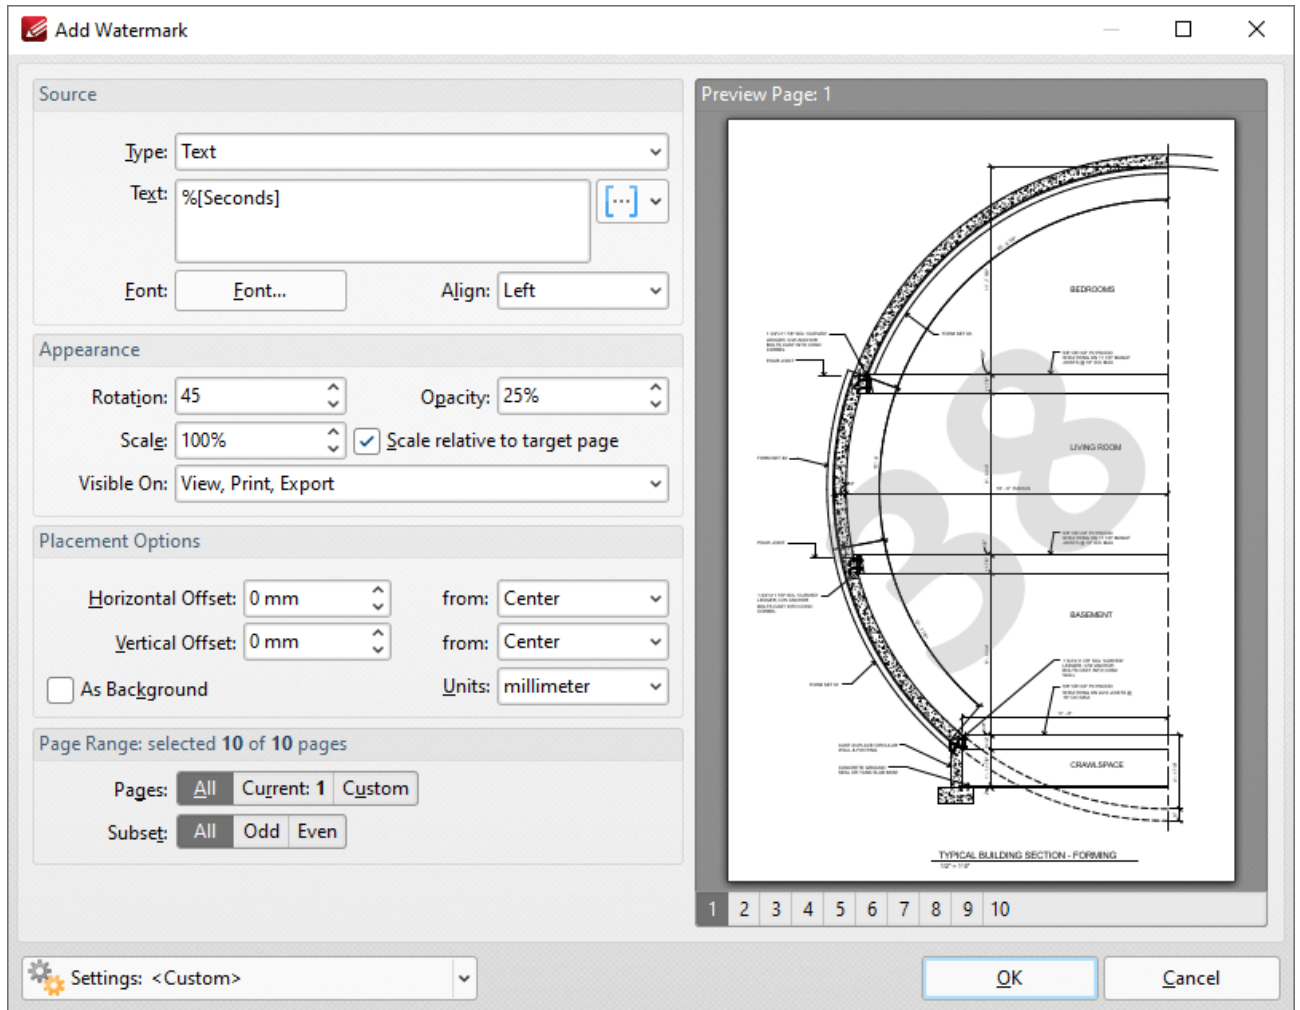 Add Watermark
Source
Type: Text
Text: %[Seconds]
Font: Font... Align: Left
Appearance
Rotation: 45 Opacity: 25%
Scale: 100% Scale relative to target page
Visible On: View, Print, Export
Placement Options
Horizontal Offset: 0 mm from: Center
Vertical Offset: 0 mm from: Center
As Background Units: millimeter
Page Range: selected 10 of 10 pages
Pages: All Current: 1 Custom
Subset: All Odd Even
Preview Page: 1
BEDROOMS
38
LIVING ROOM
BASEMENT
CRAWLSPACE
TYPICAL BUILDING SECTION - FORMING
1 2 3 4 5 6 7 8 9 10
Settings: <Custom>
OK Cancel